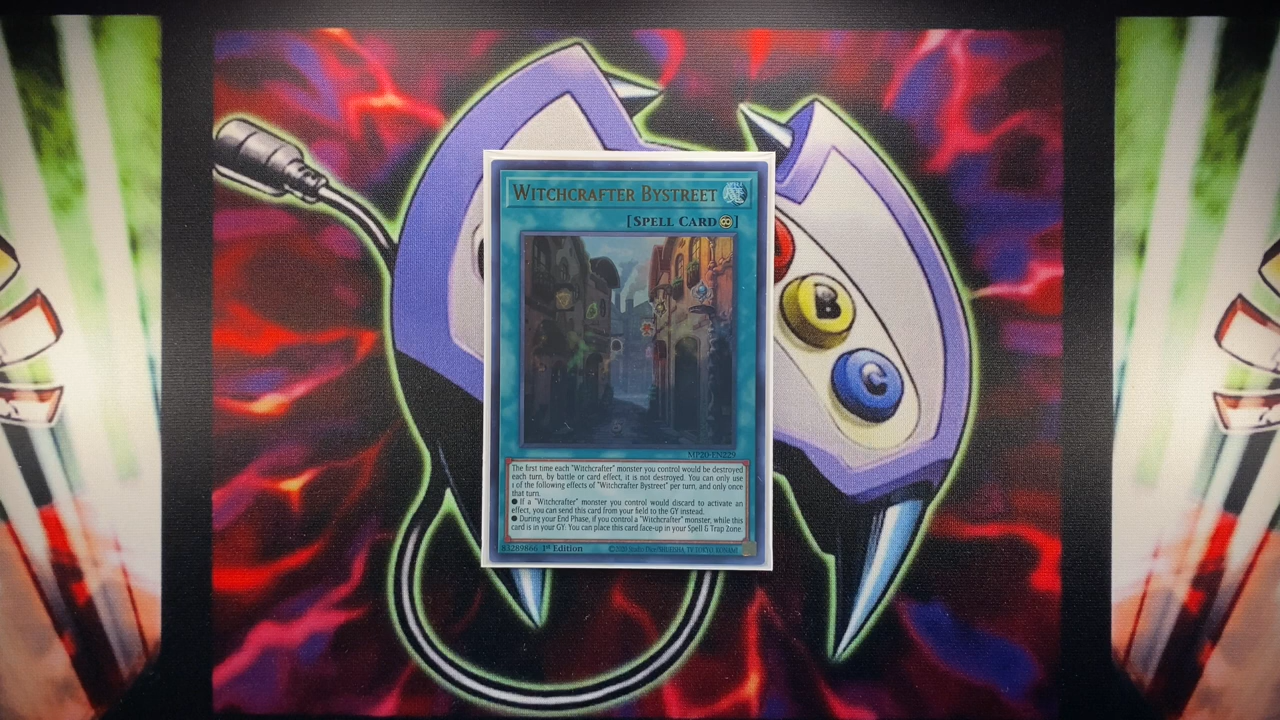 WITCHCRAFTER BYSTREET
[SPELL CARD]
MP20-EN229
The first time each "Witchcrafter" monster you control would be destroyed
each turn, by battle or card effect, it is not destroyed. You can only use
1 of the following effects of "Witchcrafter Bystreet" per turn, and only once
that turn.
● If a "Witchcrafter" monster you control would discard to activate an
effect, you can send this card from your field to the GY instead.
● During your End Phase, if you control a "Witchcrafter" monster, while this
card is in your GY: You can place this card face-up in your Spell & Trap Zone.
83289866 1st Edition ©2020 Studio Dice/SHUEISHA, TV TOKYO, KONAMI
B
C